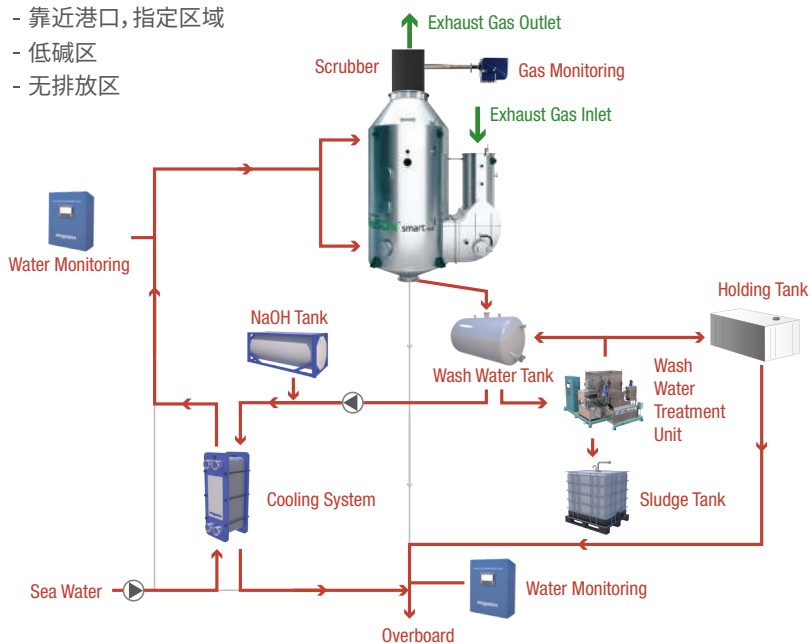 - 靠近港口，指定区域
- 低碱区
- 无排放区
Exhaust Gas Outlet
Scrubber
Gas Monitoring
Exhaust Gas Inlet
smart
Water Monitoring
NaOH Tank
Holding Tank
Wash Water Tank
Wash
Water
Treatment
Unit
Cooling System
Sludge Tank
Sea Water
Water Monitoring
Overboard